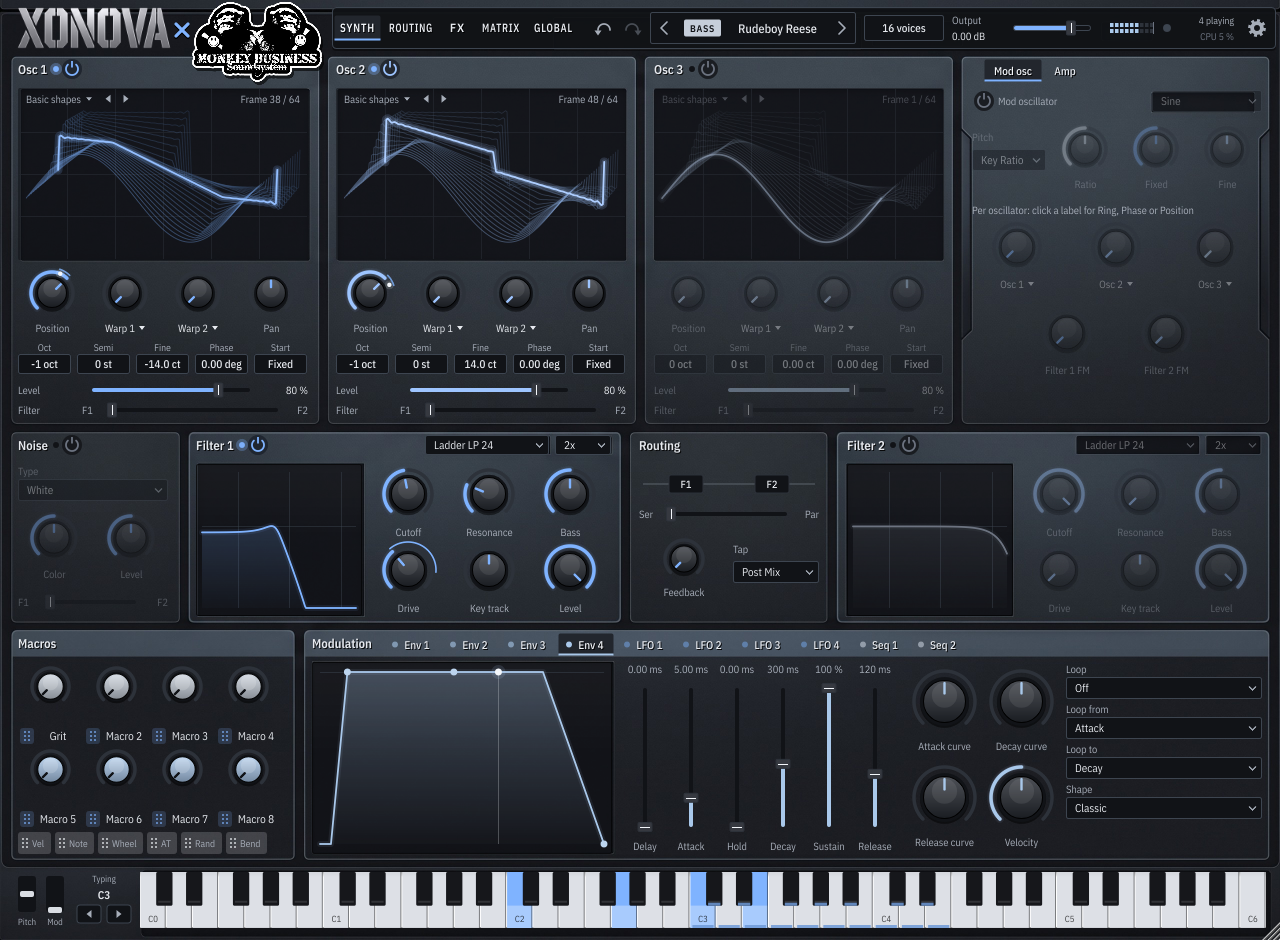 XONOVA
MONKEY BUSINESS
Soundsystem
SYNTH ROUTING FX MATRIX GLOBAL
BASS Rudeboy Reese
16 voices
Output
0.00 dB
4 playing
CPU 5 %
Osc 1
Basic shapes Frame 38 / 64
Position Warp 1 Warp 2 Pan
Oct Semi Fine Phase Start
-1 oct 0 st -14.0 ct 0.00 deg Fixed
Level 80 %
Filter F1 F2
Osc 2
Basic shapes Frame 48 / 64
Position Warp 1 Warp 2 Pan
Oct Semi Fine Phase Start
-1 oct 0 st 14.0 ct 0.00 deg Fixed
Level 80 %
Filter F1 F2
Osc 3
Basic shapes Frame 1 / 64
Position Warp 1 Warp 2 Pan
Oct Semi Fine Phase Start
0 oct 0 st 0.00 ct 0.00 deg Fixed
Level 80 %
Filter F1 F2
Mod osc Amp
Mod oscillator Sine
Pitch
Key Ratio
Ratio Fixed Fine
Per oscillator: click a label for Ring, Phase or Position
Osc 1 Osc 2 Osc 3
Filter 1 FM Filter 2 FM
Noise
Type
White
Color Level
F1 F2
Filter 1 Ladder LP 24 2x
Cutoff Resonance Bass
Drive Key track Level
Routing
F1 F2
Ser Par
Tap
Post Mix
Feedback
Filter 2 Ladder LP 24 2x
Cutoff Resonance Bass
Drive Key track Level
Macros
Grit Macro 2 Macro 3 Macro 4
Macro 5 Macro 6 Macro 7 Macro 8
Vel Note Wheel AT Rand Bend
Modulation Env 1 Env 2 Env 3 Env 4 LFO 1 LFO 2 LFO 3 LFO 4 Seq 1 Seq 2
0.00 ms 5.00 ms 0.00 ms 300 ms 100 % 120 ms
Delay Attack Hold Decay Sustain Release
Attack curve Decay curve
Release curve Velocity
Loop
Off
Loop from
Attack
Loop to
Decay
Shape
Classic
Pitch Mod
Typing
C3
C0 C1 C2 C3 C4 C5 C6